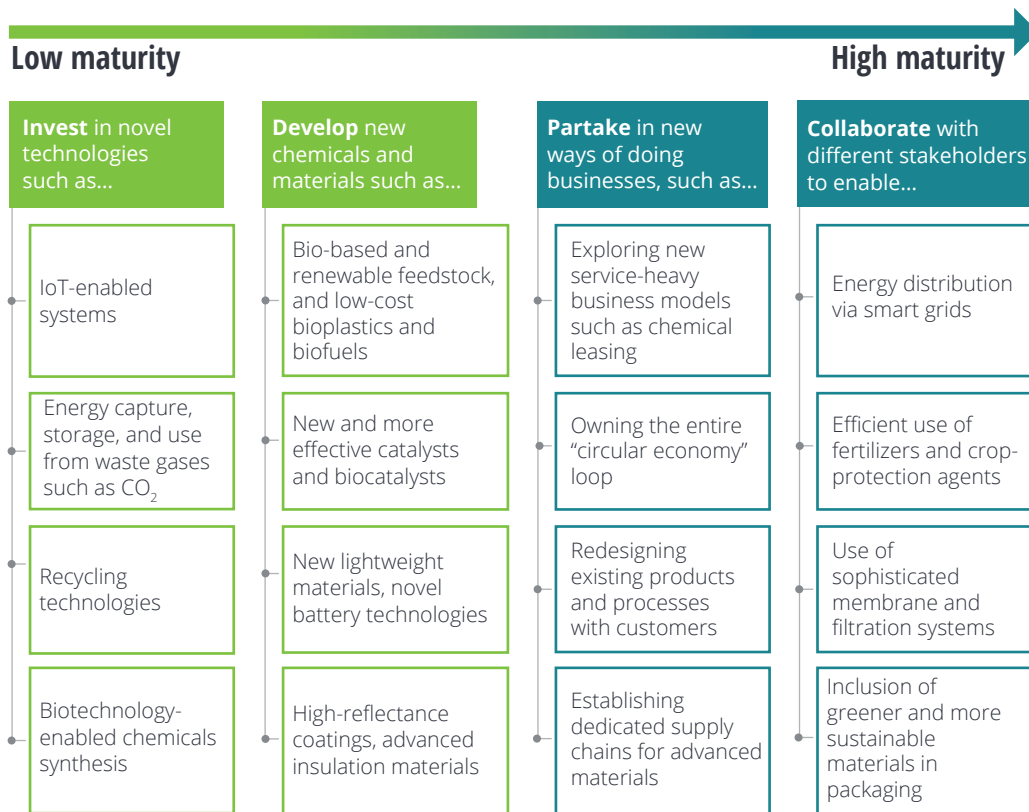 Low maturity
High maturity
Invest in novel
technologies
such as...
IoT-enabled
systems
Energy capture,
storage, and use
from waste gases
such as CO₂
Recycling
technologies
Biotechnology-
enabled chemicals
synthesis
Develop new
chemicals and
materials such as...
Bio-based and
renewable feedstock,
and low-cost
bioplastics and
biofuels
New and more
effective catalysts
and biocatalysts
New lightweight
materials, novel
battery technologies
High-reflectance
coatings, advanced
insulation materials
Partake in new
ways of doing
businesses, such as...
Exploring new
service-heavy
business models
such as chemical
leasing
Owning the entire
“circular economy”
loop
Redesigning
existing products
and processes
with customers
Establishing
dedicated supply
chains for advanced
materials
Collaborate with
different stakeholders
to enable...
Energy distribution
via smart grids
Efficient use of
fertilizers and crop-
protection agents
Use of
sophisticated
membrane and
filtration systems
Inclusion of
greener and more
sustainable
materials in
packaging